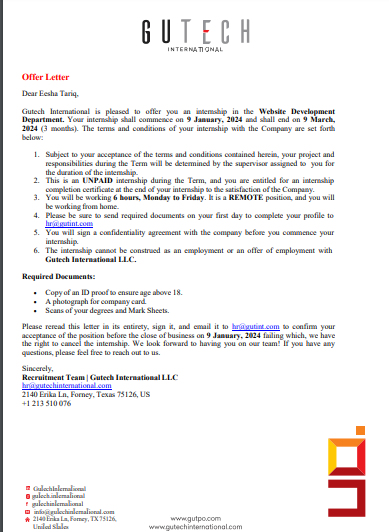 GUTECH
INTERNATIONAL
Offer Letter
Dear Eesha Tariq,
Gutech International is pleased to offer you an internship in the Website Development
Department. Your internship shall commence on 9 January, 2024 and shall end on 9 March,
2024 (3 months). The terms and conditions of your internship with the Company are set forth
below:
1. Subject to your acceptance of the terms and conditions contained herein, your project and
responsibilities during the Term will be determined by the supervisor assigned to you for
the duration of the internship.
2. This is an UNPAID internship during the Term, and you are entitled for an internship
completion certificate at the end of your internship to the satisfaction of the Company.
3. You will be working 6 hours, Monday to Friday. It is a REMOTE position, and you will
be working from home.
4. Please be sure to send required documents on your first day to complete your profile to
hr@gutint.com
5. You will sign a confidentiality agreement with the company before you commence your
internship.
6. The internship cannot be construed as an employment or an offer of employment with
Gutech International LLC.
Required Documents:
• Copy of an ID proof to ensure age above 18.
• A photograph for company card.
• Scans of your degrees and Mark Sheets.
Please reread this letter in its entirety, sign it, and email it to hr@gutint.com to confirm your
acceptance of the position before the close of business on 9 January, 2024 failing which, we have
the right to cancel the internship. We look forward to having you on our team! If you have any
questions, please feel free to reach out to us.
Sincerely,
Recruitment Team | Gutech International LLC
hr@gutechinternational.com
2140 Erika Ln, Forney, Texas 75126, US
+1 213 510 076
GutechInternational
gutech.international
gutechinternational
info@gutechinternational.com
2140 Erika Ln, Forney, TX 75126,
United States
www.gutpo.com
www.gutechinternational.com